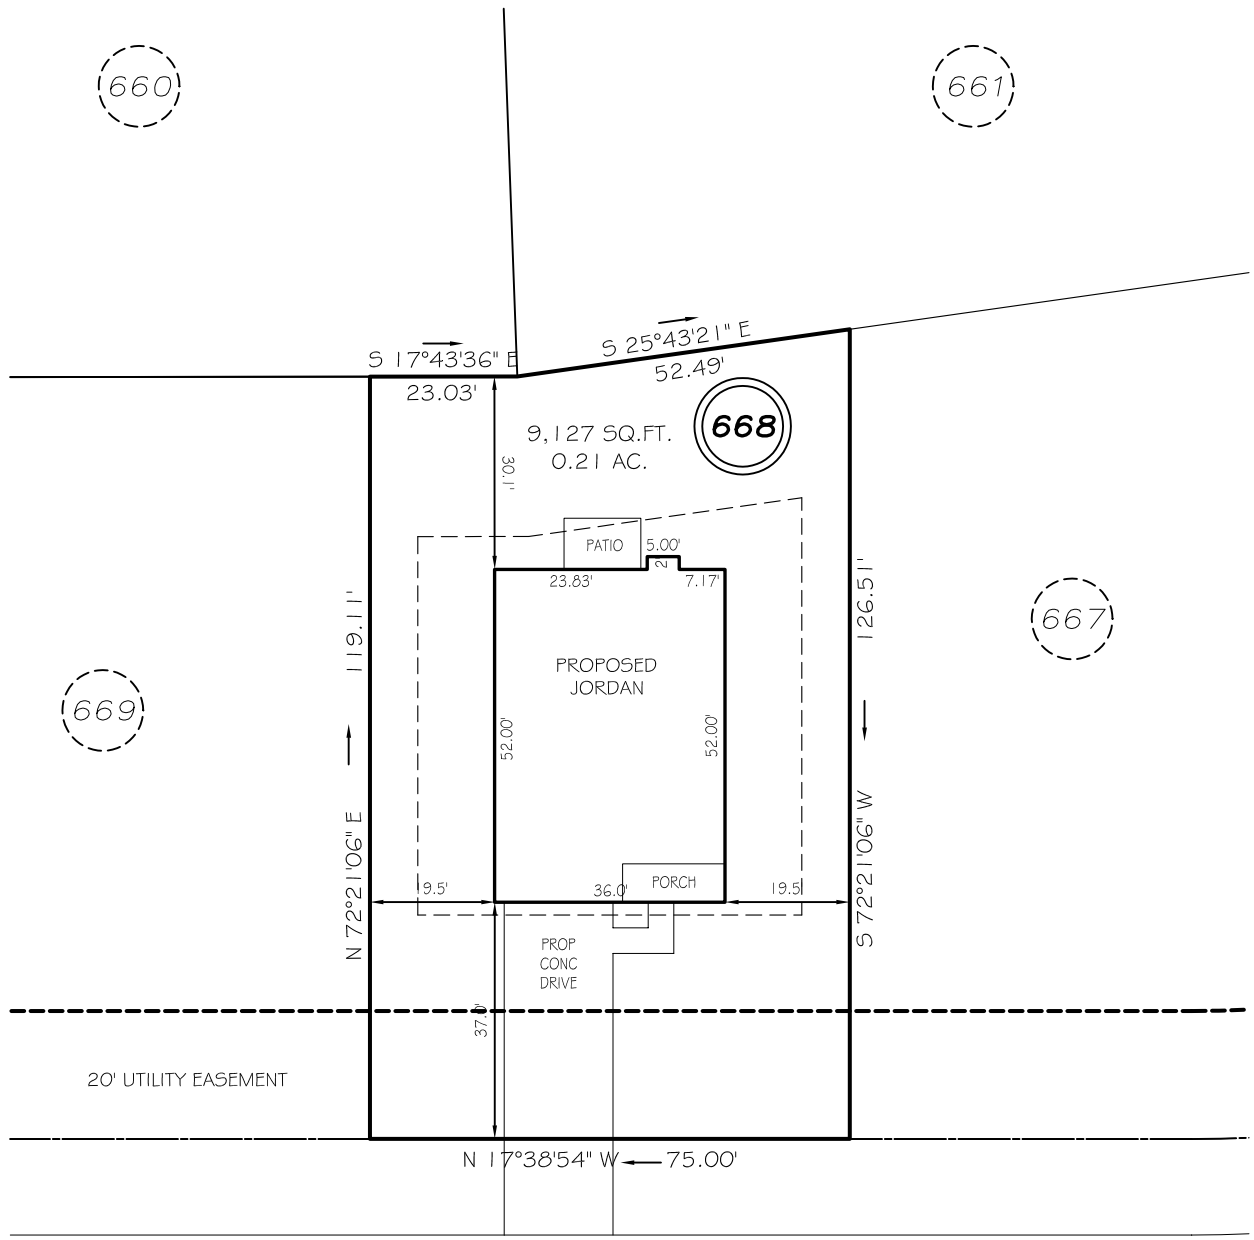 660
661
S 17°43'36" E
23.03'
S 25°43'21" E
52.49'
668
9,127 SQ.FT.
0.21 AC.
30.1'
PATIO
5.00'
23.83'
7.17'
119.11'
126.51'
667
PROPOSED
JORDAN
669
52.00'
52.00'
N 72°21'06" E
S 72°21'06" W
PORCH
19.5'
36.0'
19.5
PROP
CONC
DRIVE
37.0'
20' UTILITY EASEMENT
N 17°38'54" W
75.00'